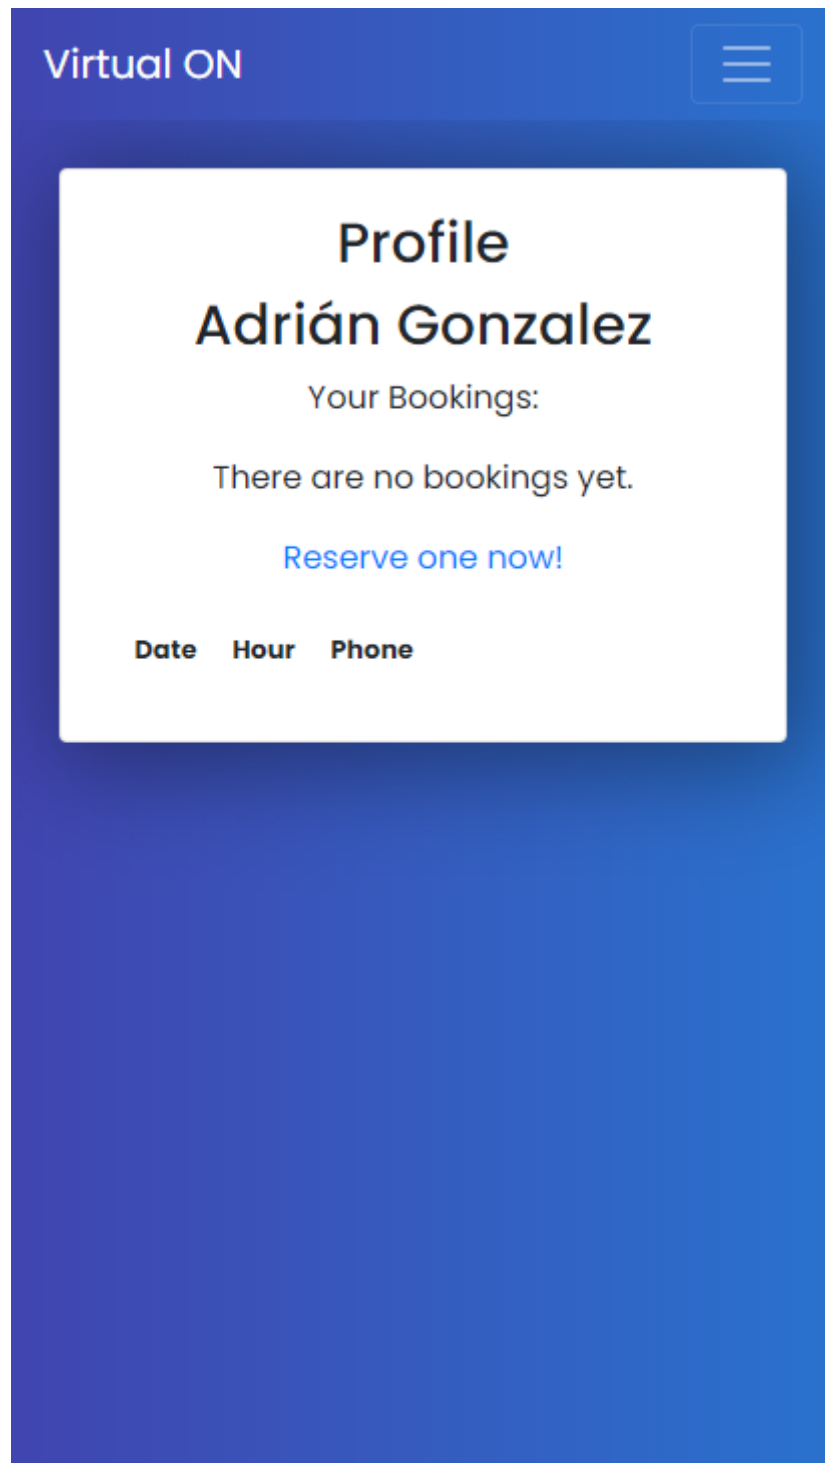 Virtual ON
Profile
Adrián Gonzalez
Your Bookings:
There are no bookings yet.
Reserve one now!
Date Hour Phone